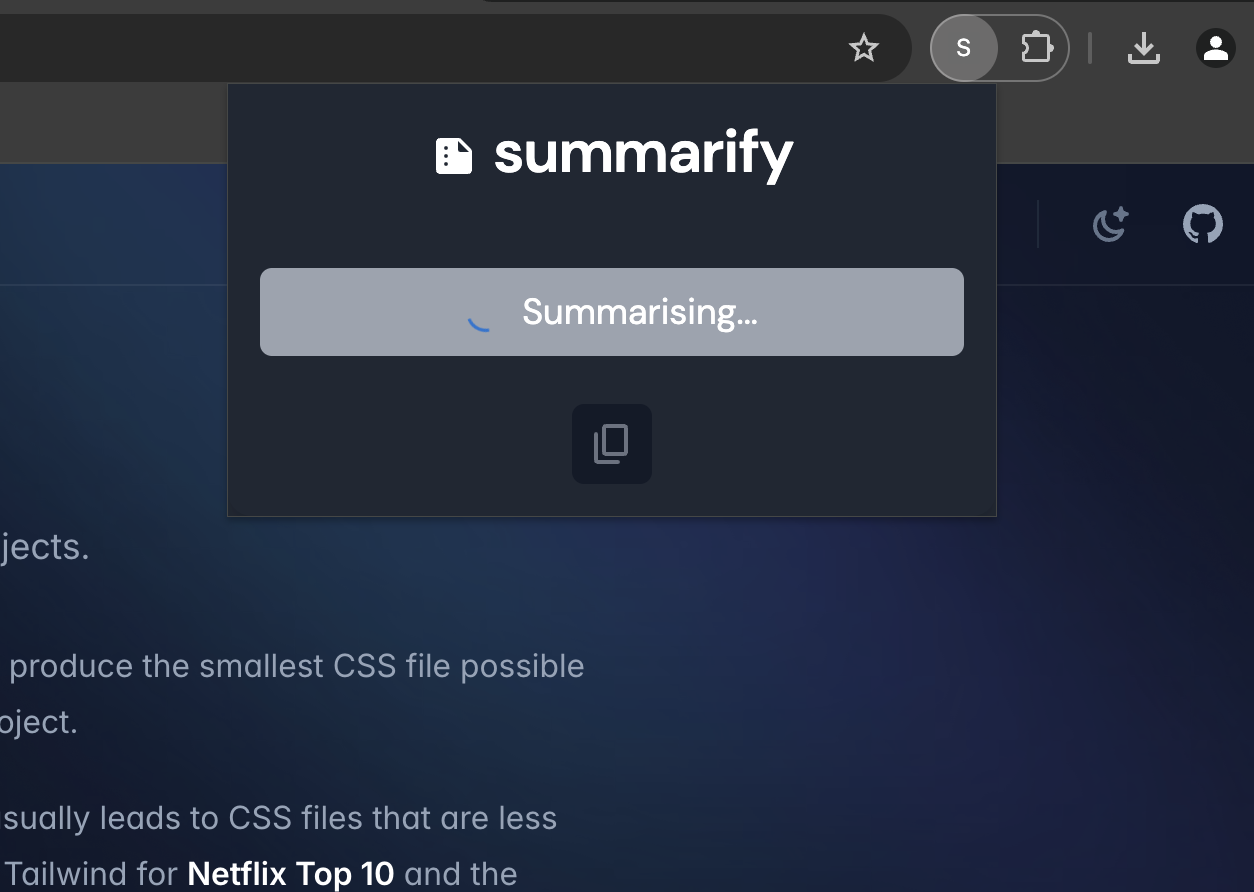 S
summarify
Summarising...
jects.
produce the smallest CSS file possible
oject.
sually leads to CSS files that are less
Tailwind for Netflix Top 10 and the